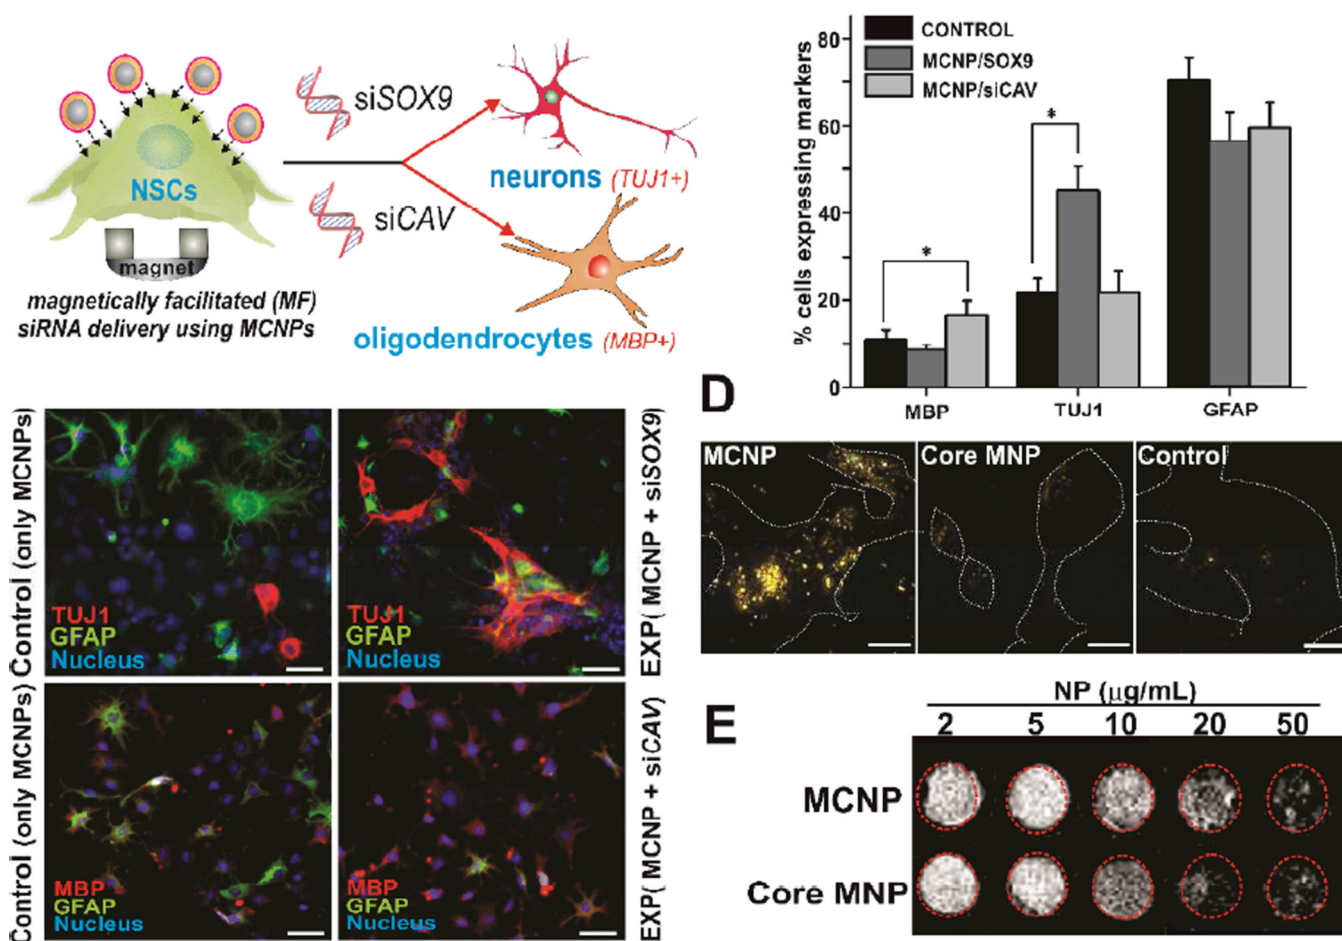 siSOX9
NSCs
siCAV
magnet
magnetically facilitated (MF)
siRNA delivery using MCNPs
neurons (TUJ1+)
oligodendrocytes (MBP+)
CONTROL
MCNP/SOX9
MCNP/siCAV
% cells expressing markers
80
60
40
20
0
MBP
TUJ1
GFAP
*
*
Control (only MCNPs)
TUJ1
GFAP
Nucleus
TUJ1
GFAP
Nucleus
EXP( MCNP + siSOX9)
Control (only MCNPs)
MBP
GFAP
Nucleus
MBP
GFAP
Nucleus
EXP( MCNP + siCAV)
D
MCNP
Core MNP
Control
E
NP (μg/mL)
2 5 10 20 50
MCNP
Core MNP